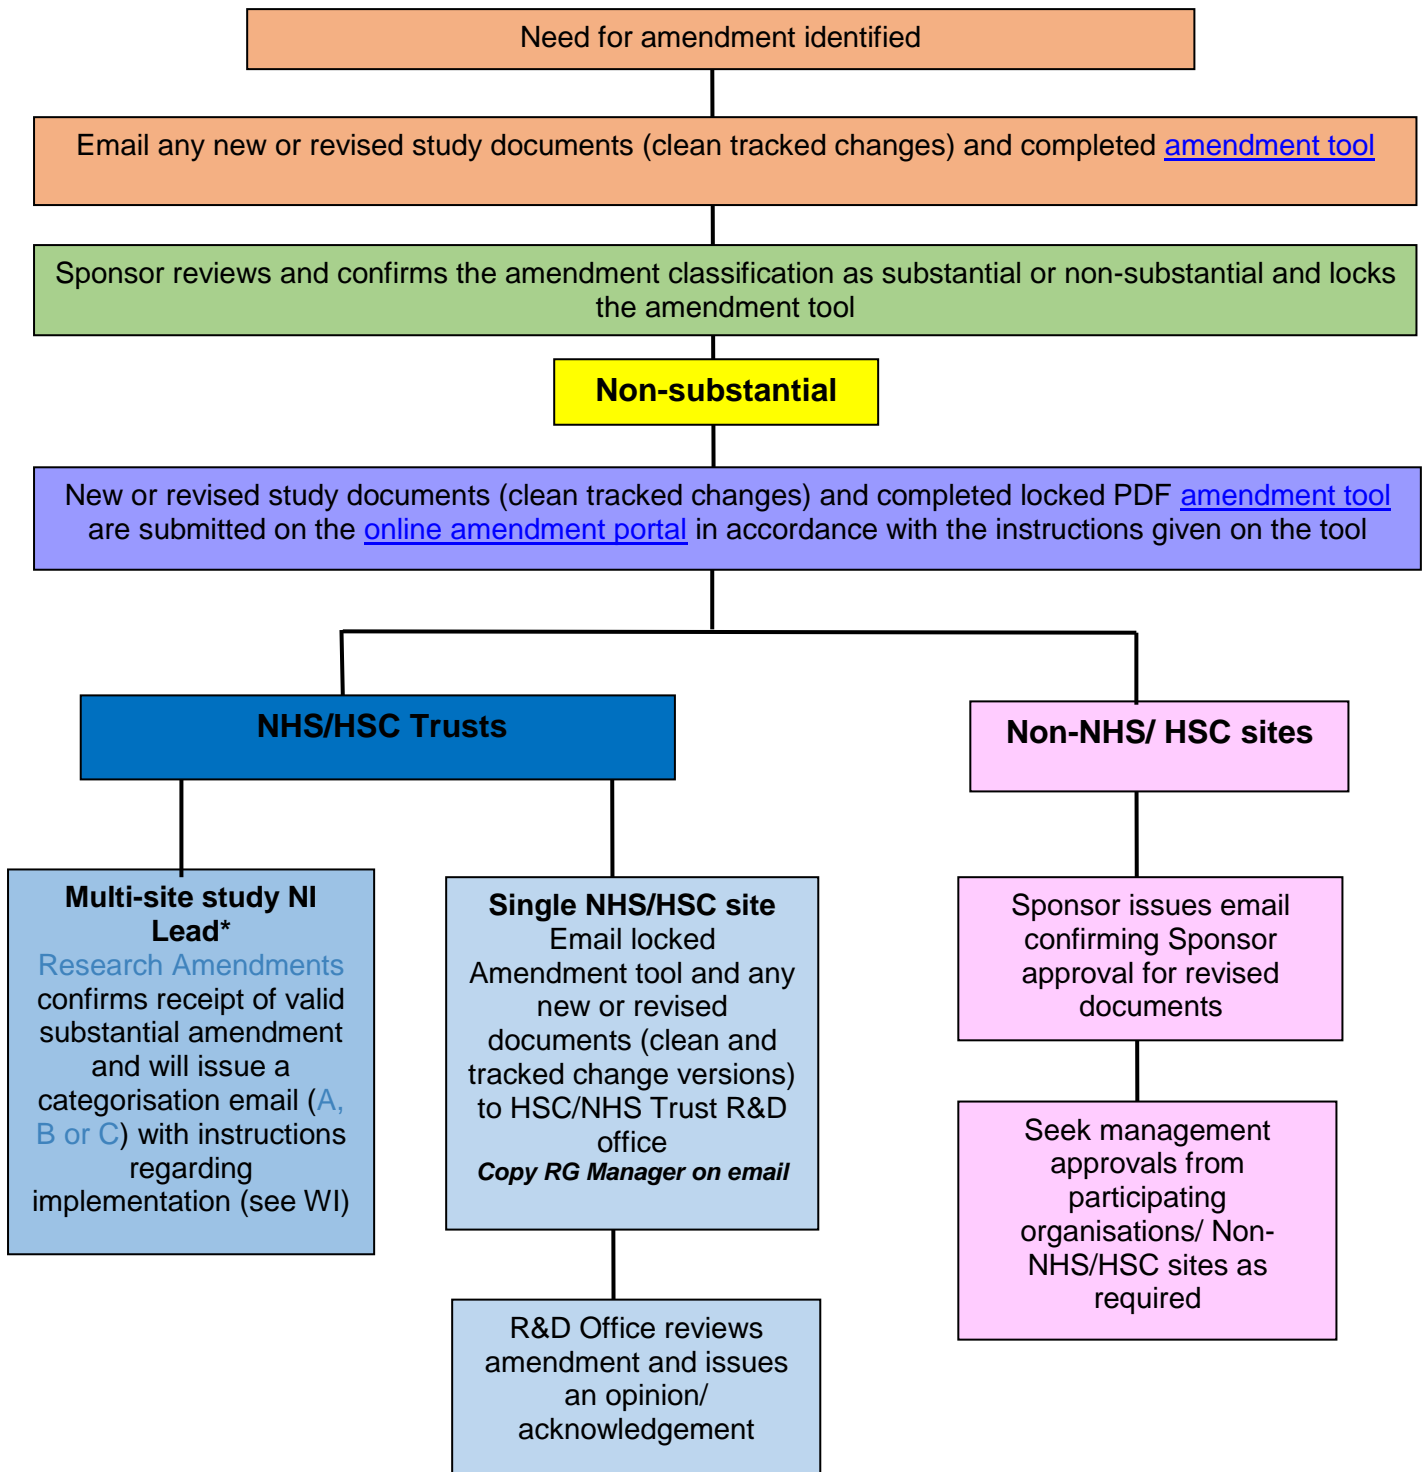 Need for amendment identified
Email any new or revised study documents (clean tracked changes) and completed amendment tool
Sponsor reviews and confirms the amendment classification as substantial or non-substantial and locks
the amendment tool
Non-substantial
New or revised study documents (clean tracked changes) and completed locked PDF amendment tool
are submitted on the online amendment portal in accordance with the instructions given on the tool
NHS/HSC Trusts
Non-NHS/ HSC sites
Multi-site study NI
Lead*
Research Amendments
confirms receipt of valid
substantial amendment
and will issue a
categorisation email (A,
B or C) with instructions
regarding
implementation (see WI)
Single NHS/HSC site
Email locked
Amendment tool and any
new or revised
documents (clean and
tracked change versions)
to HSC/NHS Trust R&D
office
Copy RG Manager on email
R&D Office reviews
amendment and issues
an opinion/
acknowledgement
Sponsor issues email
confirming Sponsor
approval for revised
documents
Seek management
approvals from
participating
organisations/ Non-
NHS/HSC sites as
required